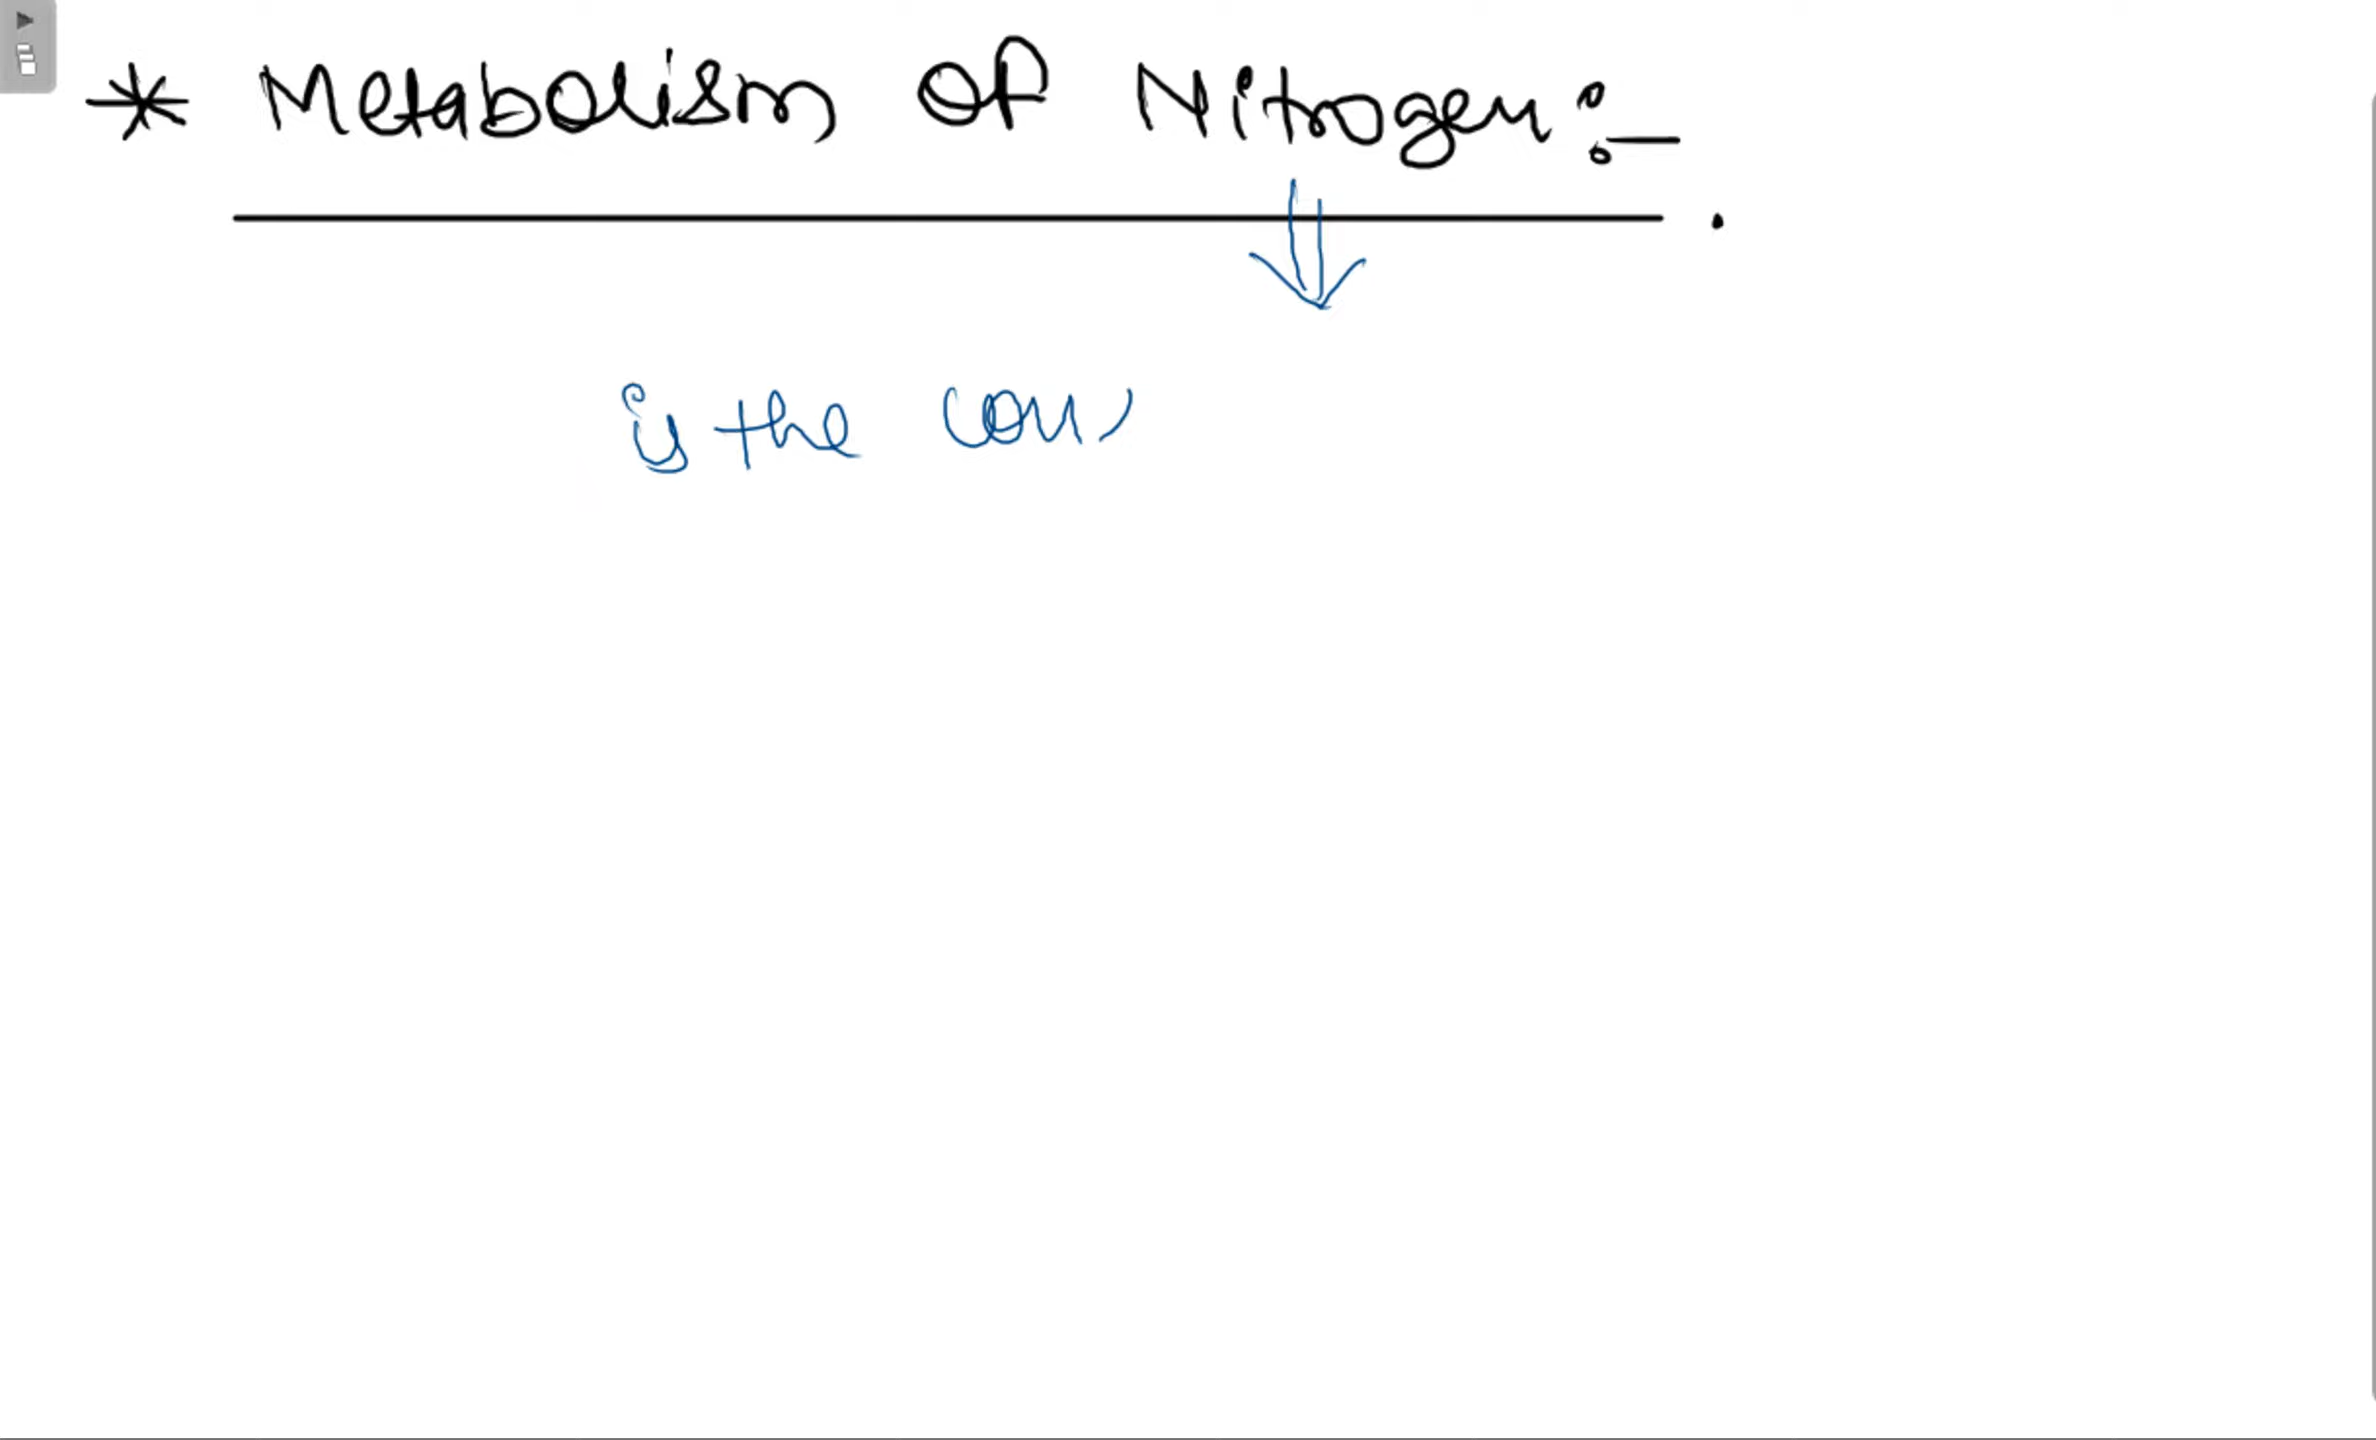 * Metabolism of Nitrogen :-
is the con